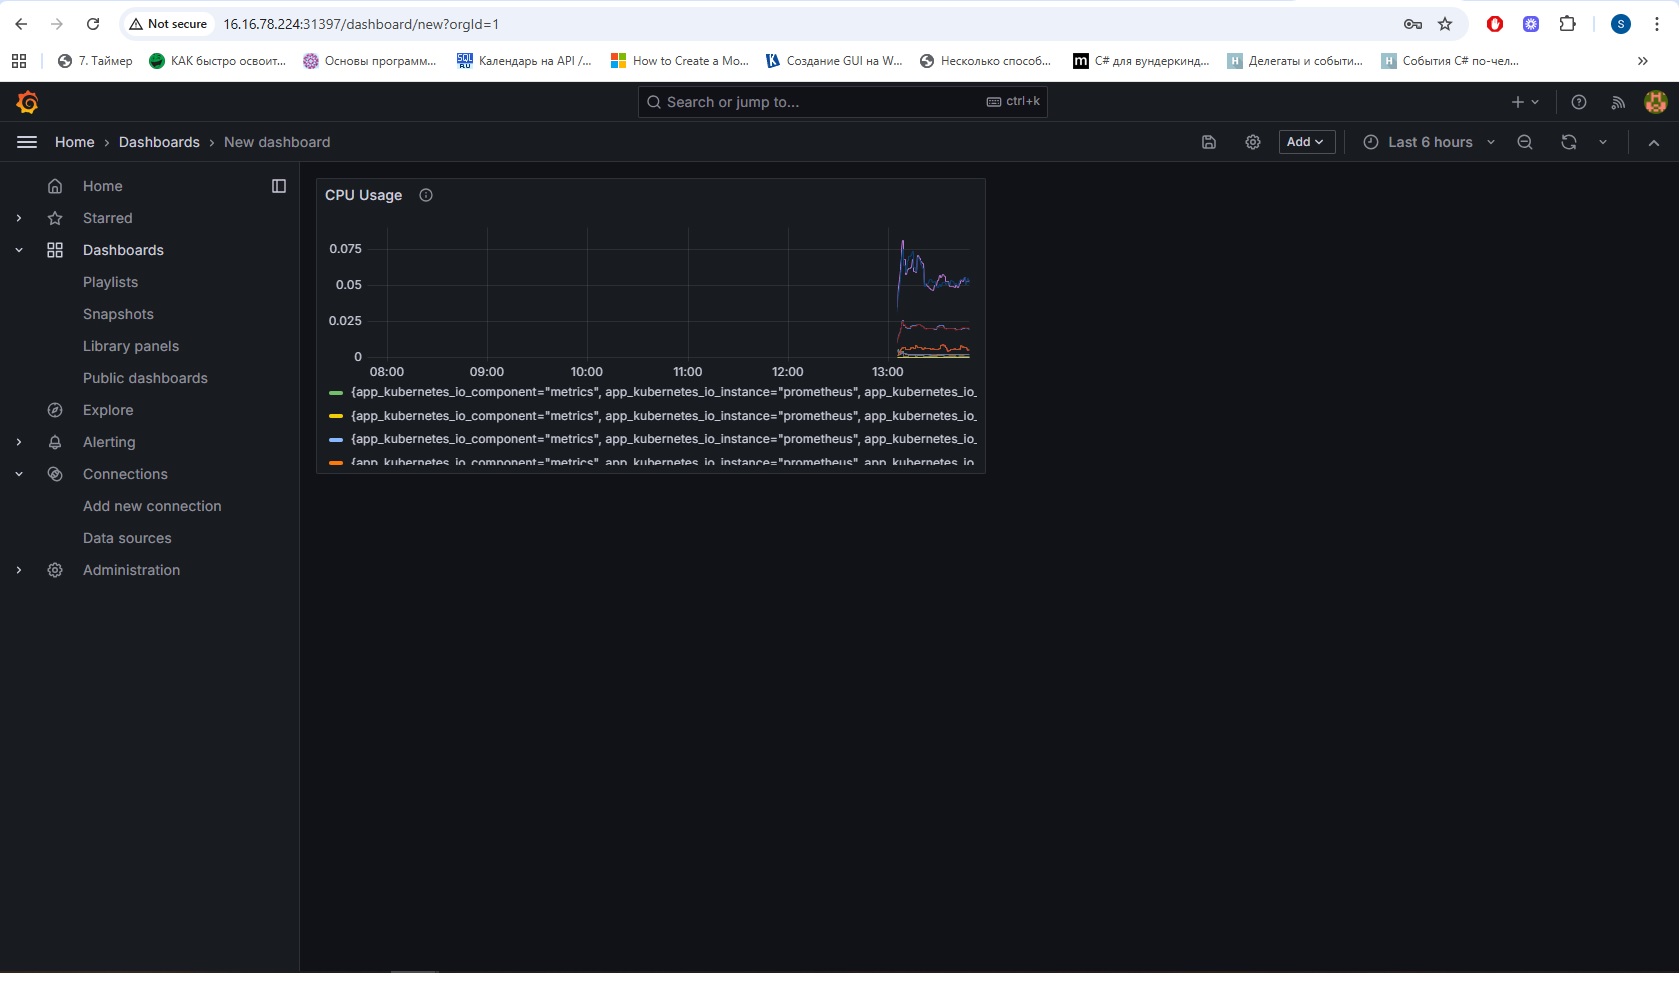 Not secure
16.16.78.224:31397/dashboard/new?orgId=1
S
7. Таймер
КАК быстро освоит...
Основы программ...
Календарь на API /...
How to Create a Mo...
Создание GUI на W...
Несколько способ...
C# для вундеркинд...
Делегаты и событи...
События C# по-чел...
Search or jump to...
ctrl+k
Home › Dashboards › New dashboard
Add
Last 6 hours
Home
Starred
Dashboards
Playlists
Snapshots
Library panels
Public dashboards
Explore
Alerting
Connections
Add new connection
Data sources
Administration
CPU Usage
0.075
0.05
0.025
0
08:00 09:00 10:00 11:00 12:00 13:00
{app_kubernetes_io_component="metrics", app_kubernetes_io_instance="prometheus", app_kubernetes_io_
{app_kubernetes_io_component="metrics", app_kubernetes_io_instance="prometheus", app_kubernetes_io_
{app_kubernetes_io_component="metrics", app_kubernetes_io_instance="prometheus", app_kubernetes_io_
{app_kubernetes_io_component="metrics", app_kubernetes_io_instance="prometheus", app_kubernetes_io